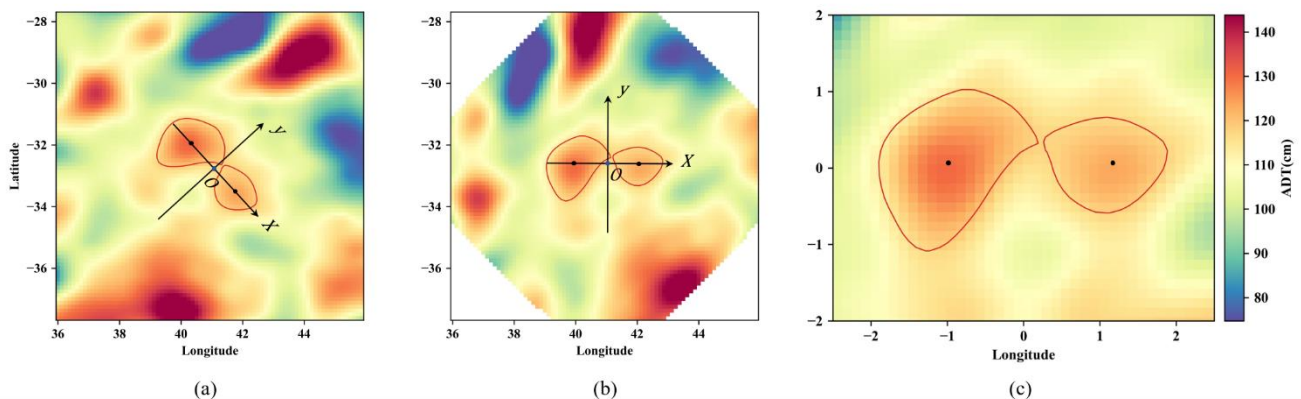 −28
−30
−32
−34
−36
Latitude
36 38 40 42 44
Longitude
y
O
X
(a)
−28
−30
−32
−34
−36
36 38 40 42 44
Longitude
y
O
X
(b)
2
1
0
−1
−2
−2 −1 0 1 2
Longitude
(c)
140
130
120
110
100
90
80
ADT(cm)